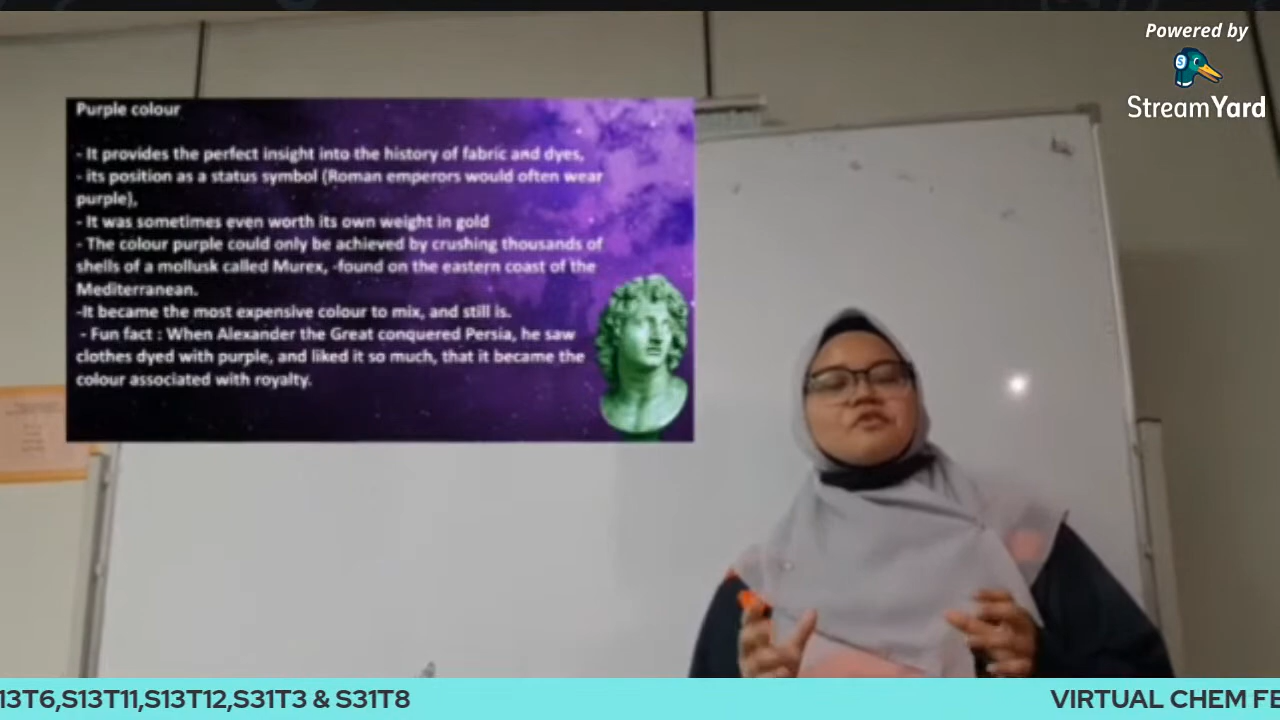 Powered by
StreamYard
Purple colour
- It provides the perfect insight into the history of fabric and dyes,
- its position as a status symbol (Roman emperors would often wear
purple),
- It was sometimes even worth its own weight in gold
- The colour purple could only be achieved by crushing thousands of
shells of a mollusk called Murex, -found on the eastern coast of the
Mediterranean.
-It became the most expensive colour to mix, and still is.
- Fun fact : When Alexander the Great conquered Persia, he saw
clothes dyed with purple, and liked it so much, that it became the
colour associated with royalty.
13T6,S13T11,S13T12,S31T3 & S31T8
VIRTUAL CHEM FE